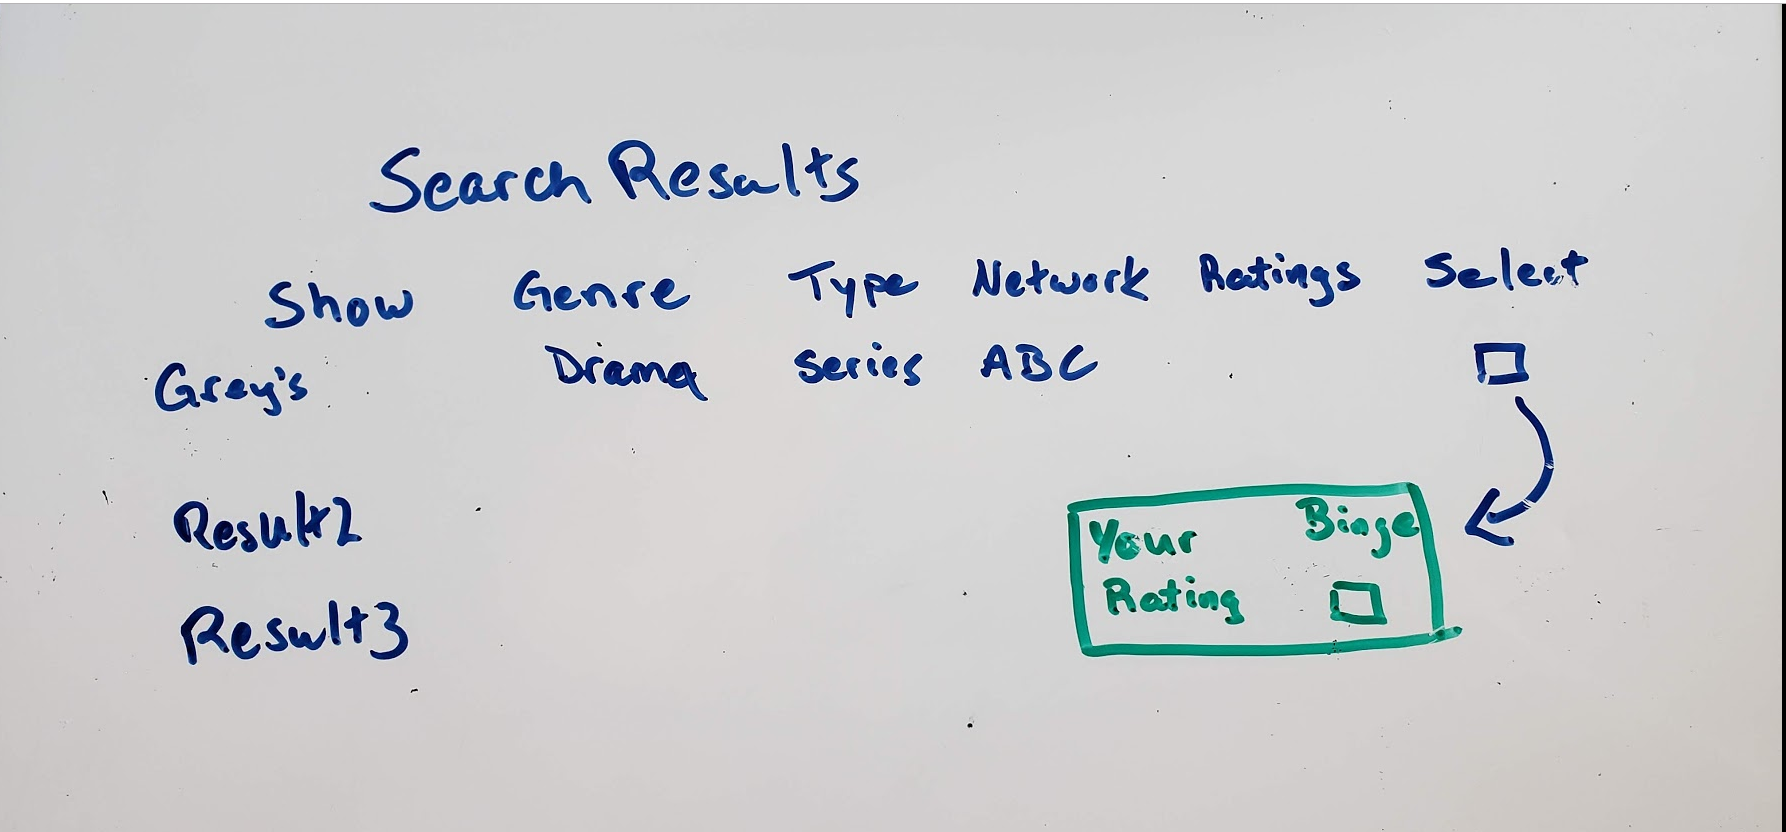 Search Results
Show Genre Type Network Ratings Select
Grey's Drama series ABC
Result2
Result3
Your Binge
Rating